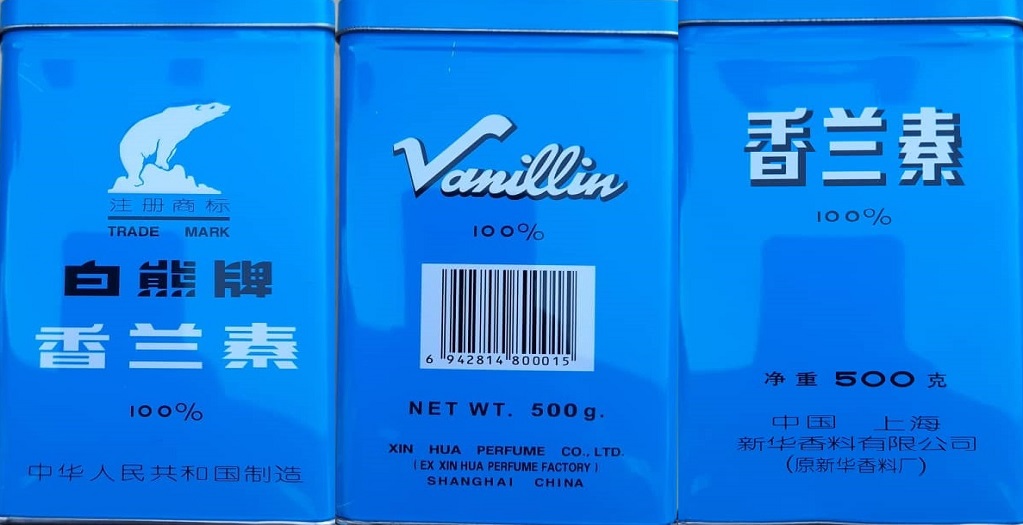 注册商标
TRADE MARK
白熊牌
香兰素
100%
中华人民共和国制造
Vanillin
100%
6 942814 800015
NET WT. 500g.
XIN HUA PERFUME CO., LTD.
(EX XIN HUA PERFUME FACTORY)
SHANGHAI CHINA
香兰素
100%
净重 500 克
中国 上海
新华香料有限公司
(原新华香料厂)